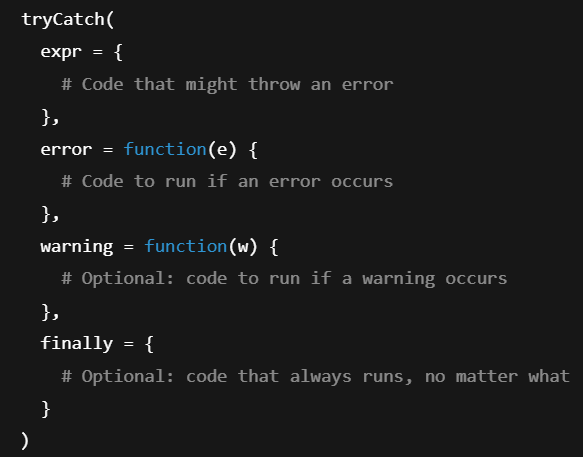 tryCatch(
  expr = {
    # Code that might throw an error
  },
  error = function(e) {
    # Code to run if an error occurs
  },
  warning = function(w) {
    # Optional: code to run if a warning occurs
  },
  finally = {
    # Optional: code that always runs, no matter what
  }
)